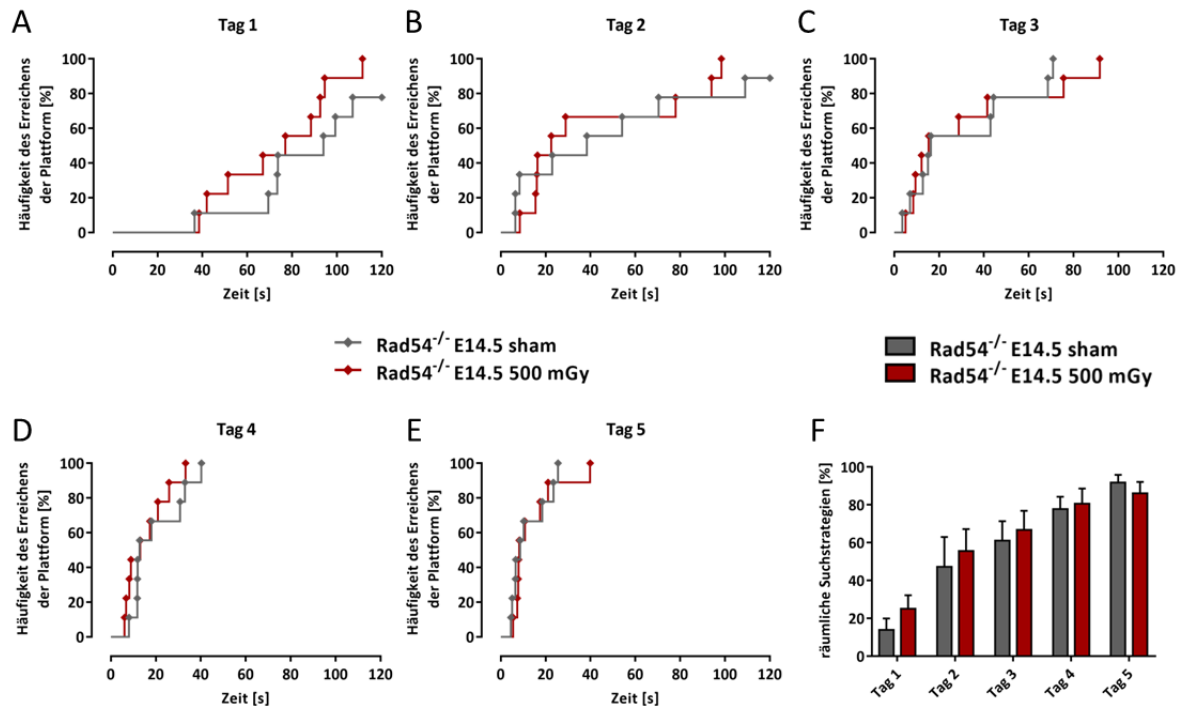 A
Tag 1
Häufigkeit des Erreichens
der Plattform [%]
100
80
60
40
20
0
0 20 40 60 80 100 120
Zeit [s]
B
Tag 2
Häufigkeit des Erreichens
der Plattform [%]
100
80
60
40
20
0
0 20 40 60 80 100 120
Zeit [s]
C
Tag 3
Häufigkeit des Erreichens
der Plattform [%]
100
80
60
40
20
0
0 20 40 60 80 100 120
Zeit [s]
Rad54-/- E14.5 sham
Rad54-/- E14.5 500 mGy
Rad54-/- E14.5 sham
Rad54-/- E14.5 500 mGy
D
Tag 4
Häufigkeit des Erreichens
der Plattform [%]
100
80
60
40
20
0
0 20 40 60 80 100 120
Zeit [s]
E
Tag 5
Häufigkeit des Erreichens
der Plattform [%]
100
80
60
40
20
0
0 20 40 60 80 100 120
Zeit [s]
F
räumliche Suchstrategien [%]
100
80
60
40
20
0
Tag 1
Tag 2
Tag 3
Tag 4
Tag 5